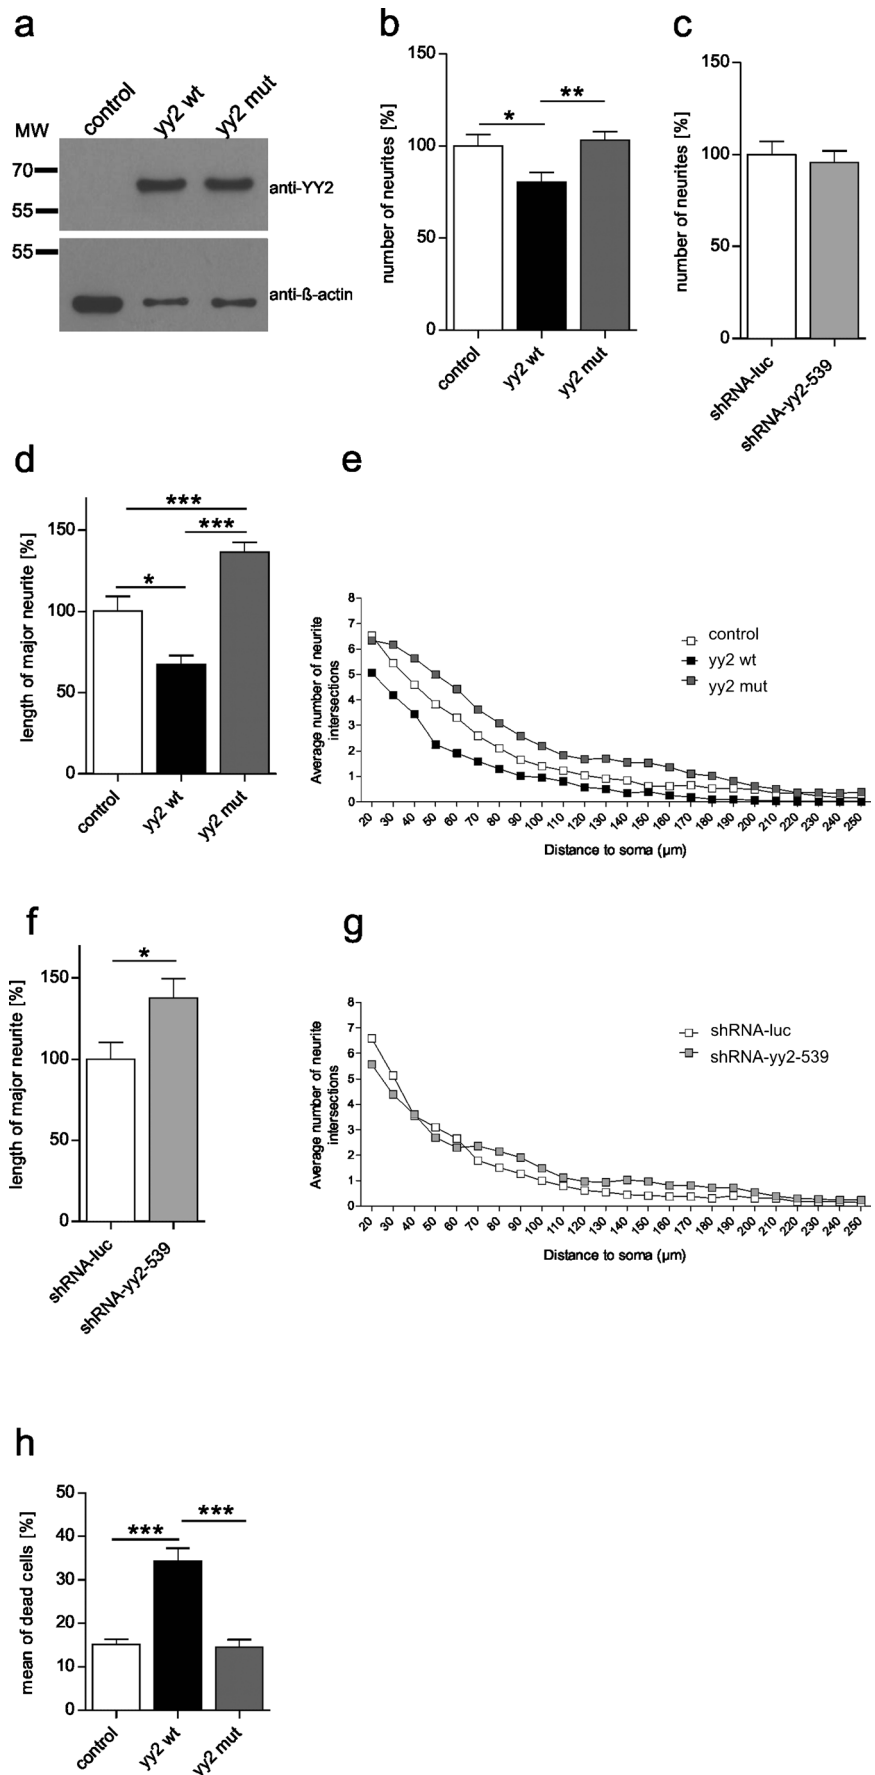 a
control
yy2 wt
yy2 mut
MW
70
55
anti-YY2
55
anti-ß-actin
b
number of neurites [%]
150
100
50
0
*
**
control
yy2 wt
yy2 mut
c
number of neurites [%]
150
100
50
0
shRNA-luc
shRNA-yy2-539
d
length of major neurite [%]
150
100
50
0
***
***
*
control
yy2 wt
yy2 mut
e
Average number of neurite
intersections
8
7
6
5
4
3
2
1
0
control
yy2 wt
yy2 mut
20 30 40 50 60 70 80 90 100 110 120 130 140 150 160 170 180 190 200 210 220 230 240 250
Distance to soma (µm)
f
length of major neurite [%]
150
100
50
0
*
shRNA-luc
shRNA-yy2-539
g
Average number of neurite
intersections
8
7
6
5
4
3
2
1
0
shRNA-luc
shRNA-yy2-539
20 30 40 50 60 70 80 90 100 110 120 130 140 150 160 170 180 190 200 210 220 230 240 250
Distance to soma (µm)
h
mean of dead cells [%]
50
40
30
20
10
0
***
***
control
yy2 wt
yy2 mut